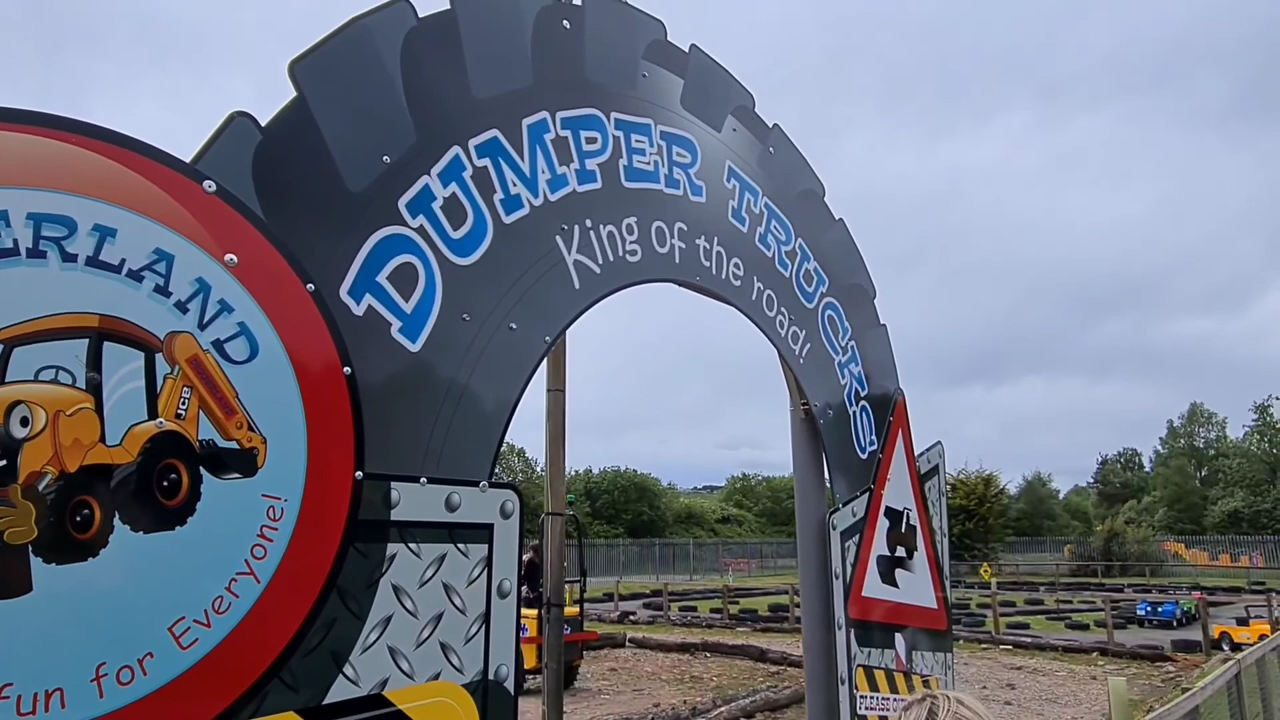 DUMPER TRUCKS
King of the road!
ERLAND
JCB
fun for Everyone!
PLEASE